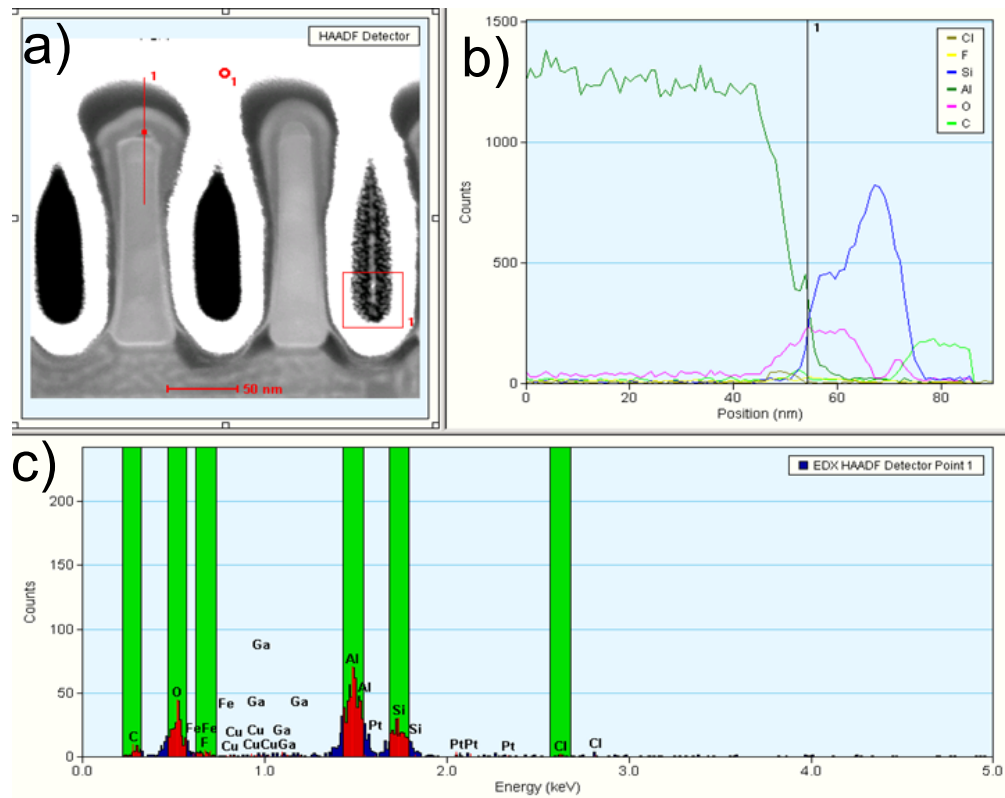 a)
HAADF Detector
1
1
1
50 nm
b)
1500
1000
500
0
Counts
1
Cl
F
Si
Al
O
C
0
20
40
60
80
Position (nm)
c)
EDX HAADF Detector Point 1
200
150
100
50
0
Counts
Ga
Al
O
Fe
Ga
Ga
Al
Si
Fe
Fe
Cu
Cu
Ga
Pt
Si
C
F
Cu
Cu
Cu
Ga
Pt
Pt
Pt
Cl
Cl
0.0
1.0
2.0
3.0
4.0
5.0
Energy (keV)